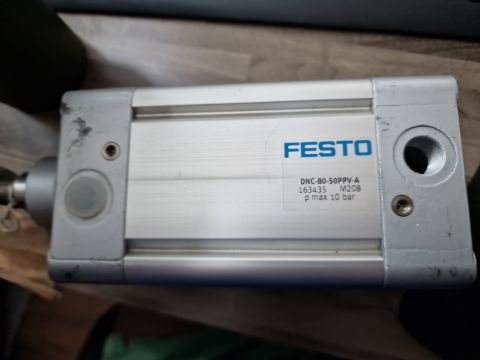 FESTO
DNC-80-50PPV-A
163435 M208
p max 10 bar